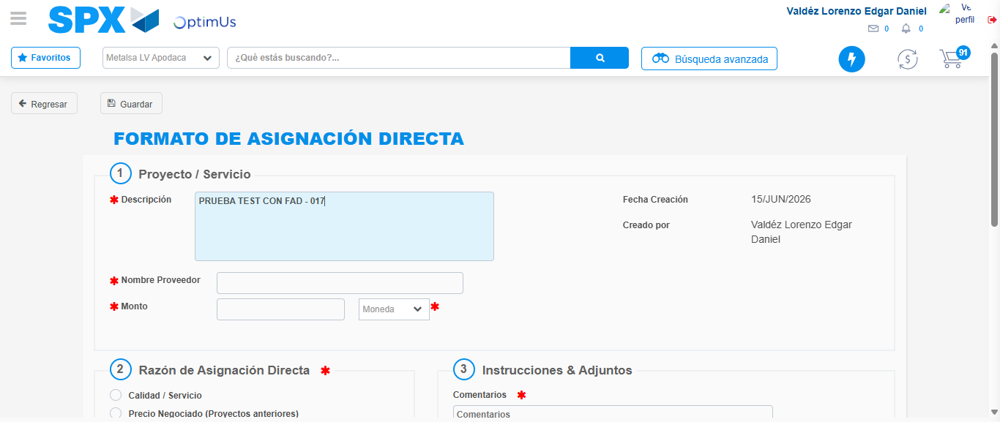 SPX OptimUs
Valdéz Lorenzo Edgar Daniel
Ve
perfil
0 0
Favoritos
Metalsa LV Apodaca
¿Qué estás buscando?...
Búsqueda avanzada
$
91
Regresar
Guardar
FORMATO DE ASIGNACIÓN DIRECTA
1 Proyecto / Servicio
✱ Descripción
PRUEBA TEST CON FAD - 017
Fecha Creación
15/JUN/2026
Creado por
Valdéz Lorenzo Edgar
Daniel
✱ Nombre Proveedor
✱ Monto
Moneda ✱
2 Razón de Asignación Directa ✱
Calidad / Servicio
Precio Negociado (Proyectos anteriores)
3 Instrucciones & Adjuntos
Comentarios ✱
Comentarios